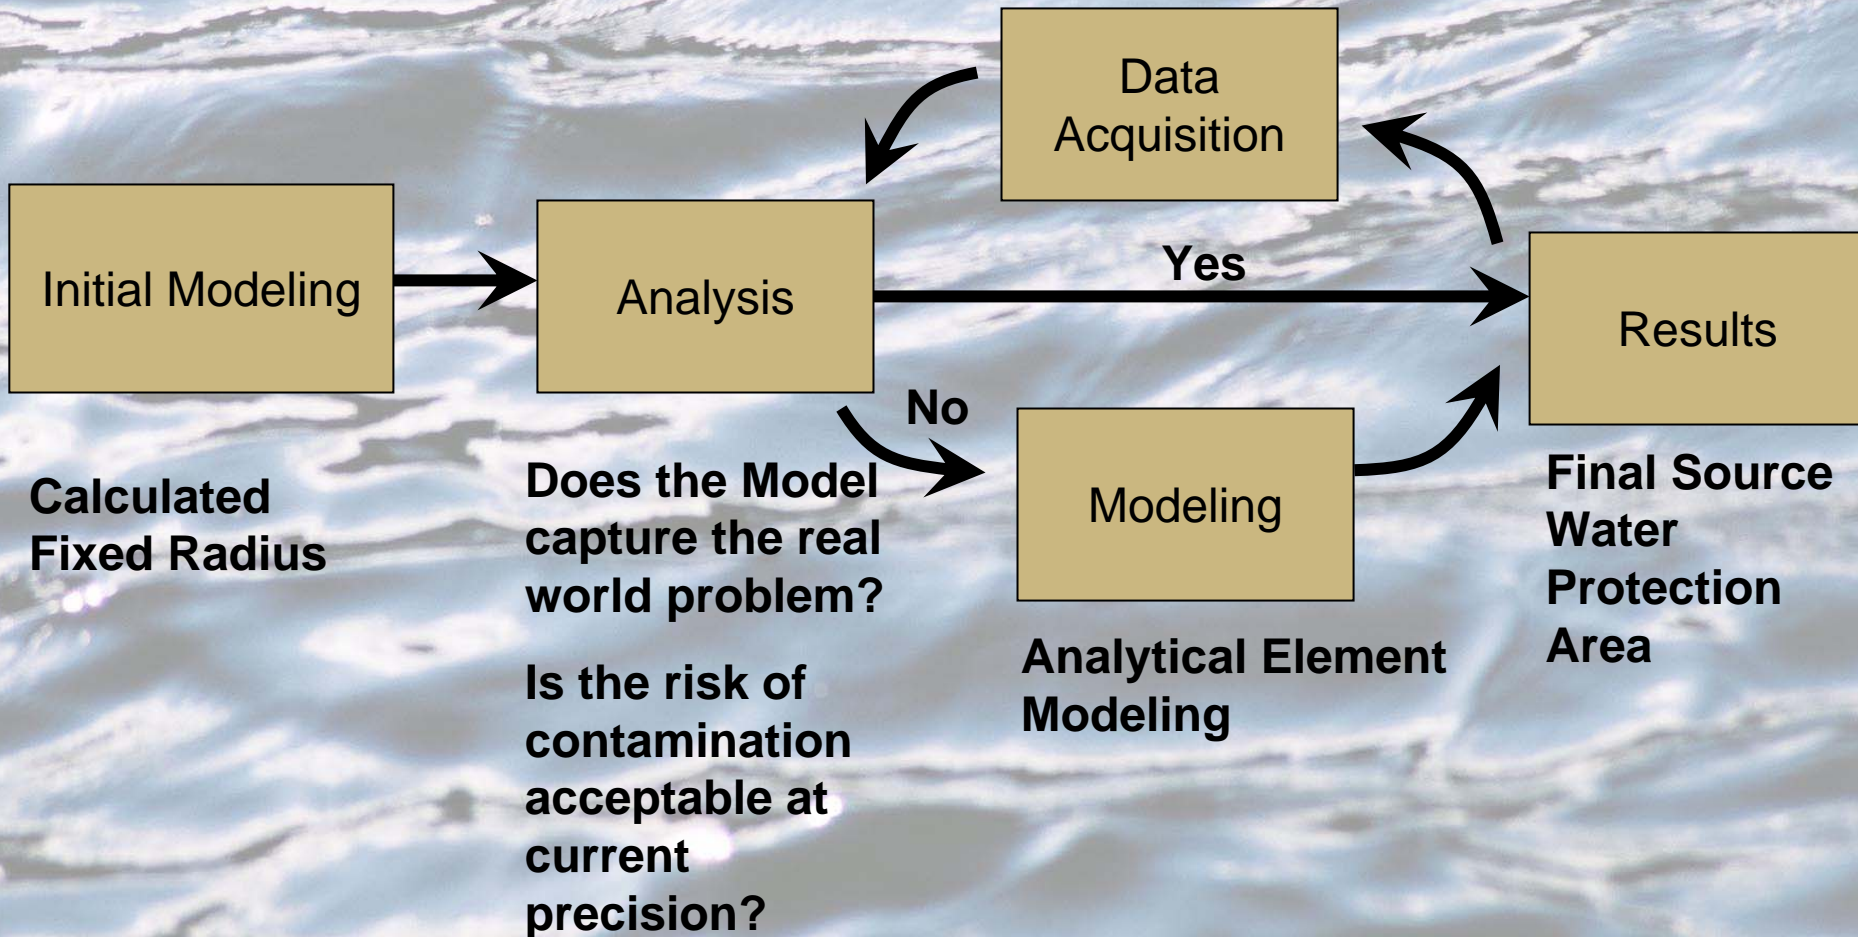 Data
Acquisition
Initial Modeling
Analysis
Yes
Results
No
Modeling
Calculated
Fixed Radius
Does the Model
capture the real
world problem?
Is the risk of
contamination
acceptable at
current
precision?
Analytical Element
Modeling
Final Source
Water
Protection
Area